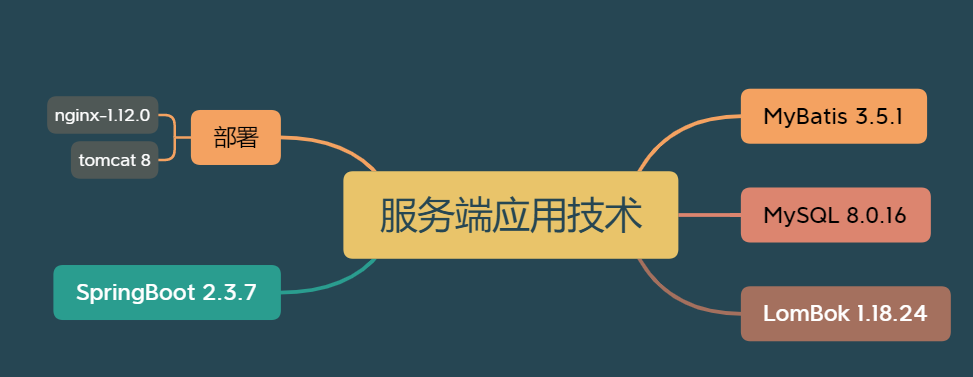 服务端应用技术
MyBatis 3.5.1
MySQL 8.0.16
LomBok 1.18.24
部署
nginx-1.12.0
tomcat 8
SpringBoot 2.3.7